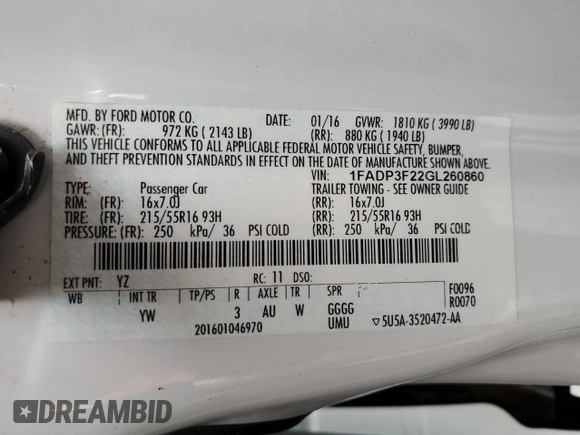 MFD. BY FORD MOTOR CO. DATE: 01/16 GVWR: 1810 KG ( 3990 LB)
GAWR: (FR): 972 KG ( 2143 LB) (RR): 880 KG ( 1940 LB)
THIS VEHICLE CONFORMS TO ALL APPLICABLE FEDERAL MOTOR VEHICLE SAFETY, BUMPER,
AND THEFT PREVENTION STANDARDS IN EFFECT ON THE DATE OF MANUFACTURE SHOWN ABOVE.
VIN: 1FADP3F22GL260860
TYPE: Passenger Car TRAILER TOWING - SEE OWNER GUIDE
RIM: (FR): 16x7.0J (RR): 16x7.0J
TIRE: (FR): 215/55R16 93H (RR): 215/55R16 93H
PRESSURE: (FR): 250 kPa/ 36 PSI COLD (RR): 250 kPa/ 36 PSI COLD
EXT PNT: YZ RC: 11 DSO:
WB INT TR TP/PS R AXLE TR SPR F0096
YW 3 AU W GGGG R0070
201601046970 UMU ▽5U5A-3520472-AA
DREAMBID